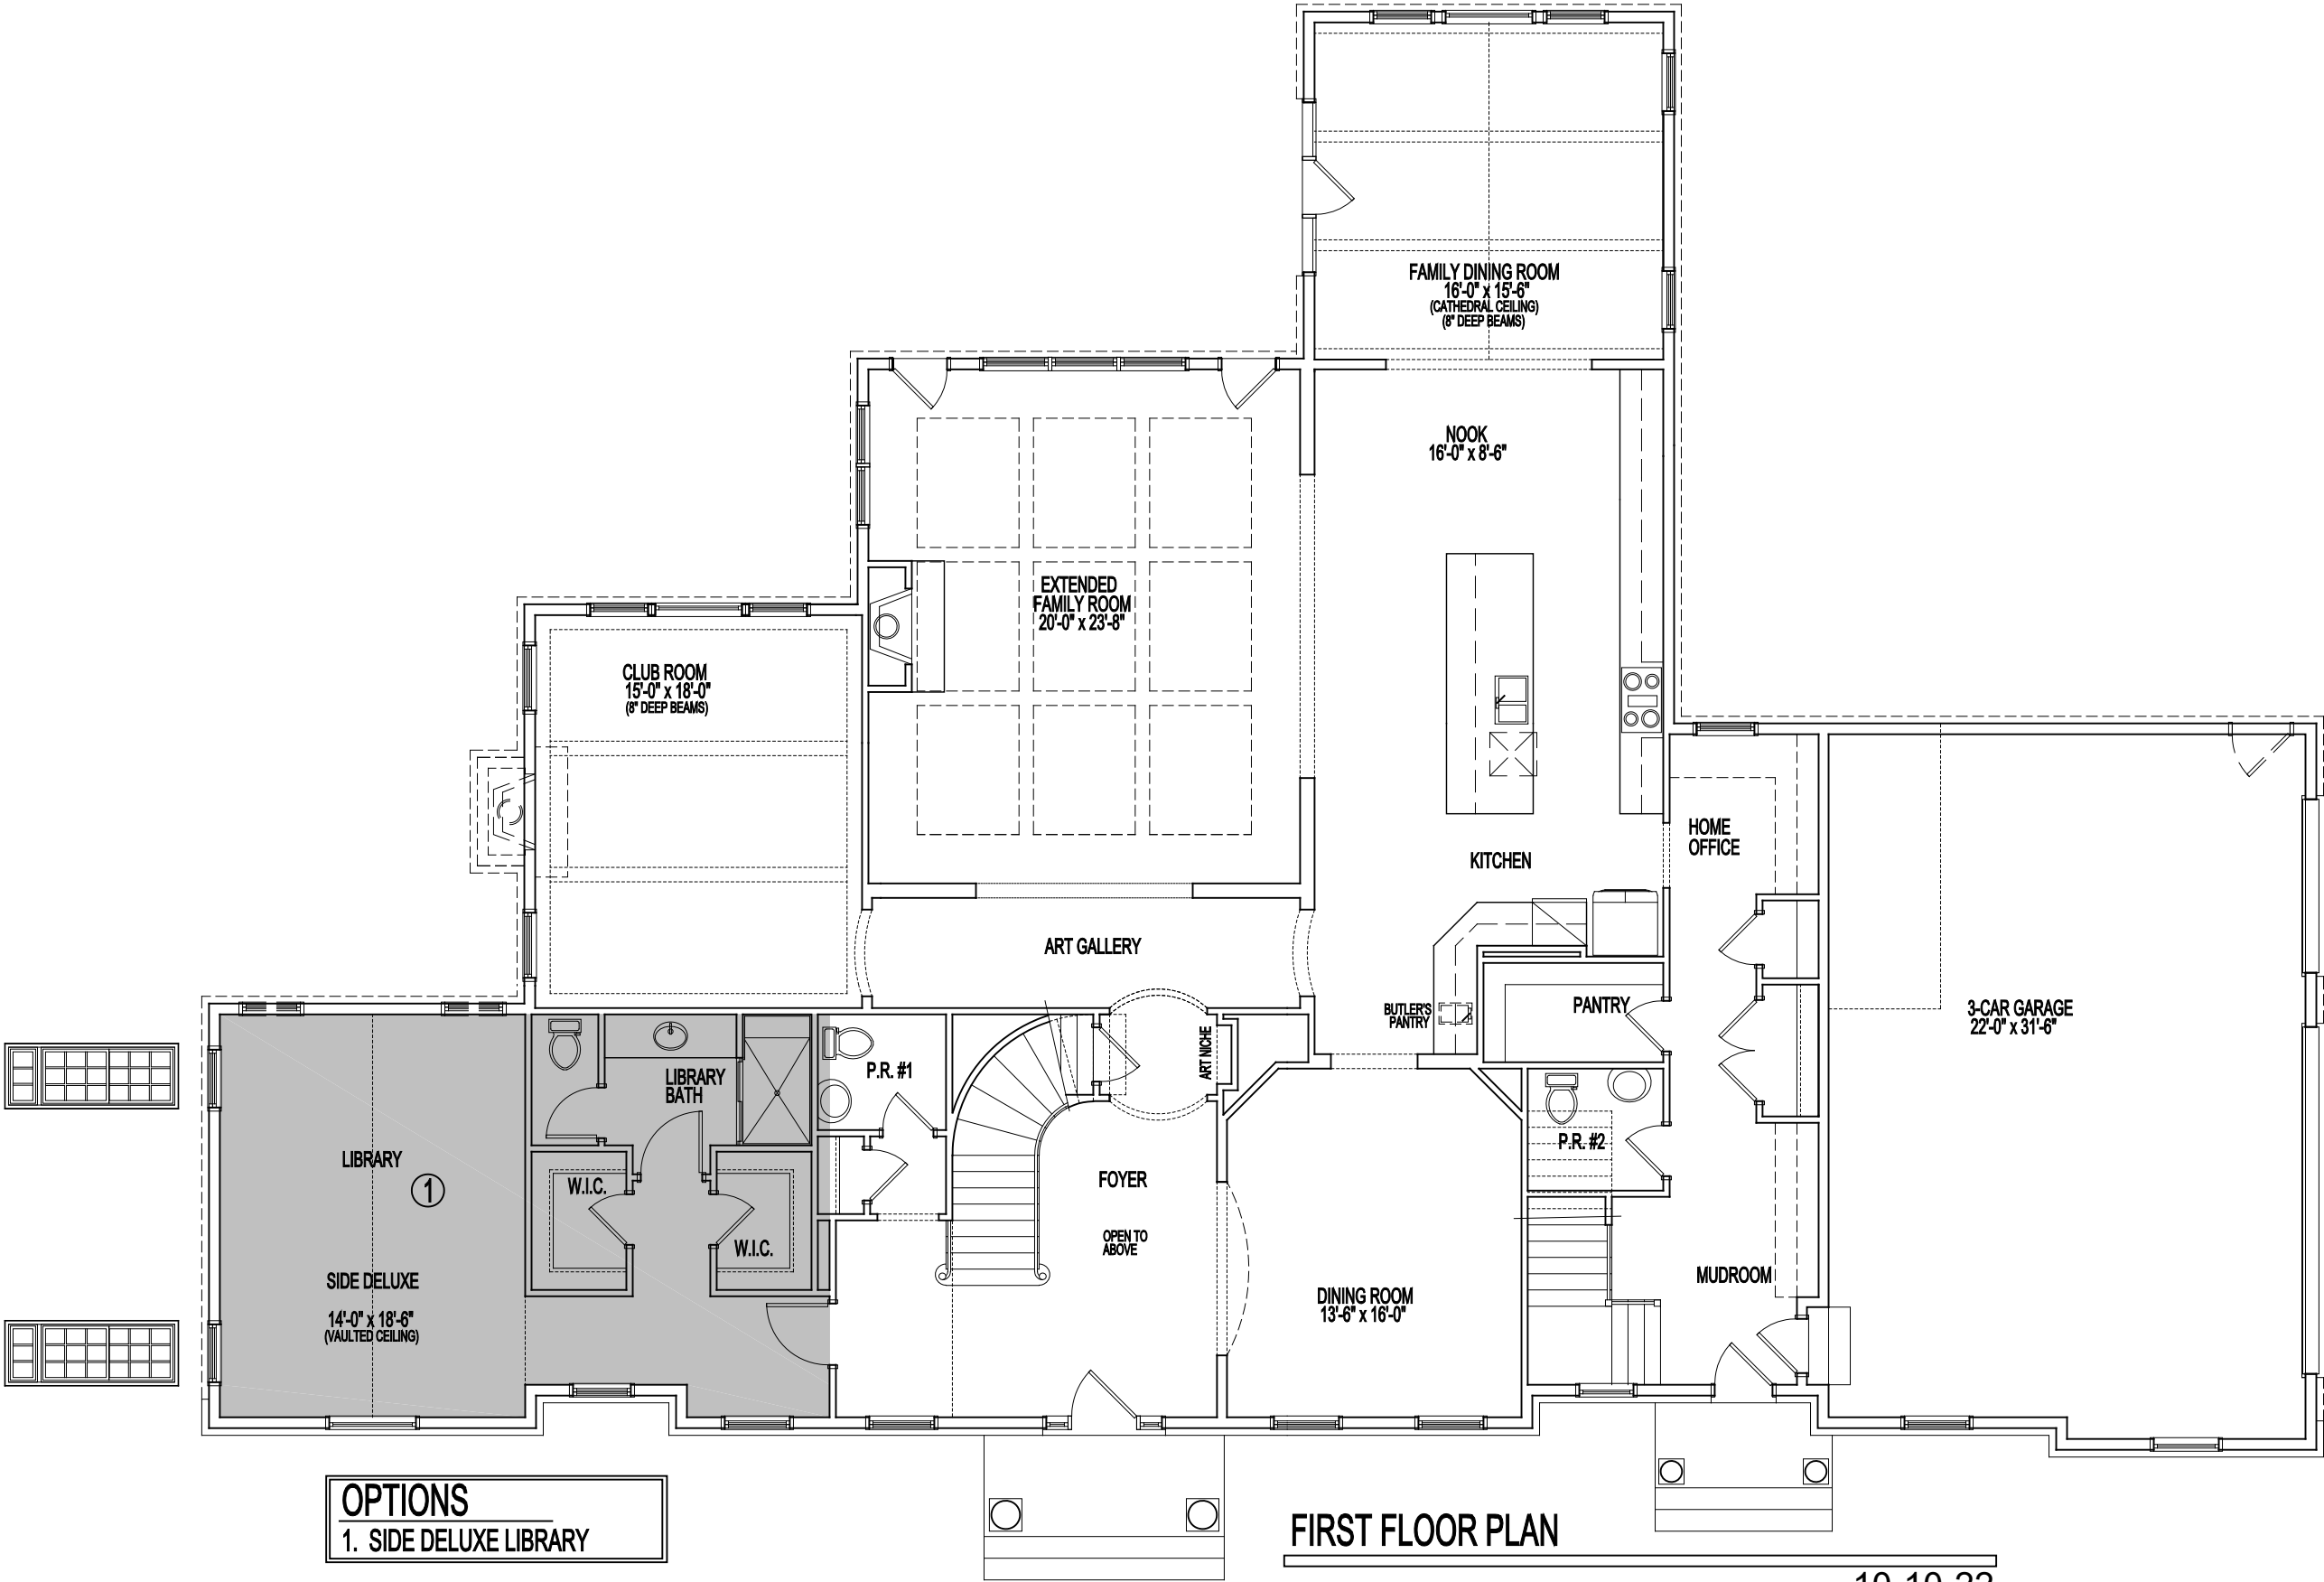 FAMILY DINING ROOM
16'-0" x 15'-6"
(CATHEDRAL CEILING)
(8" DEEP BEAMS)
NOOK
16'-0" x 8'-6"
EXTENDED
FAMILY ROOM
20'-0" x 23'-8"
CLUB ROOM
15'-0" x 18'-0"
(8" DEEP BEAMS)
HOME
OFFICE
KITCHEN
ART GALLERY
BUTLER'S
PANTRY
PANTRY
3-CAR GARAGE
22'-0" x 31'-6"
ART NICHE
P.R. #1
LIBRARY
BATH
P.R. #2
LIBRARY
1
W.I.C.
W.I.C.
FOYER
OPEN TO
ABOVE
SIDE DELUXE
14'-0" x 18'-6"
(VAULTED CEILING)
DINING ROOM
13'-6" x 16'-0"
MUDROOM
OPTIONS
1. SIDE DELUXE LIBRARY
FIRST FLOOR PLAN